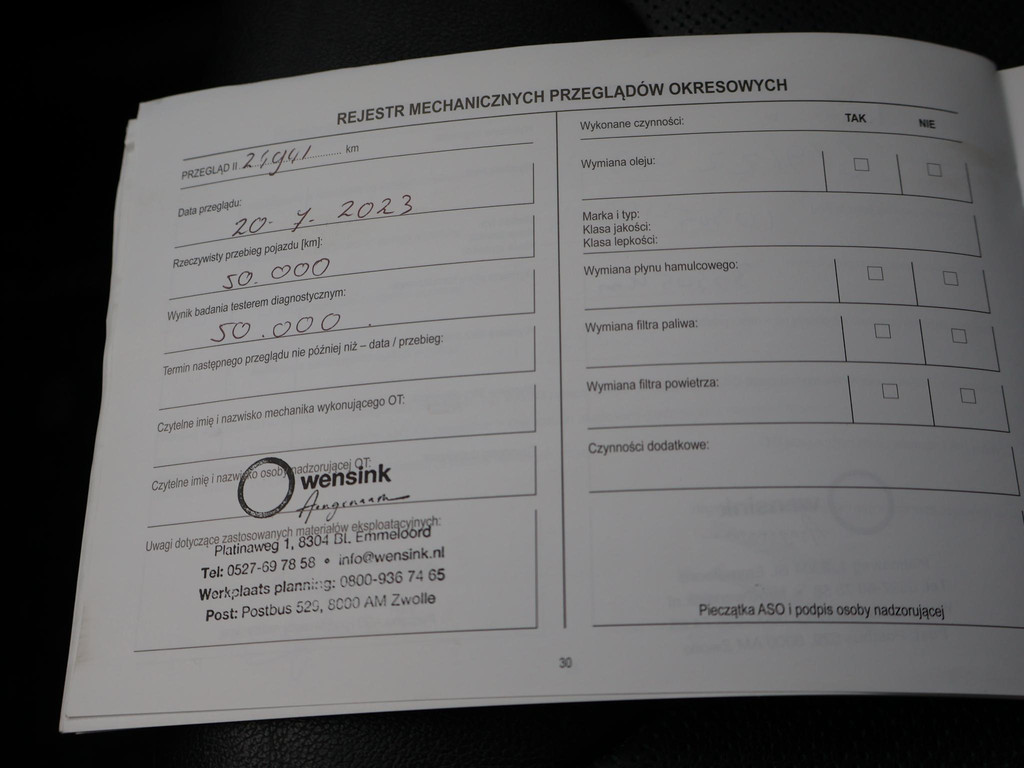 REJESTR MECHANICZNYCH PRZEGLĄDÓW OKRESOWYCH
PRZEGLĄD II 24941 km
Data przeglądu:
20-7-2023
Rzeczywisty przebieg pojazdu [km]:
50.000
Wynik badania testerem diagnostycznym:
50.000.
Termin następnego przeglądu nie później niż – data / przebieg:
Czytelne imię i nazwisko mechanika wykonującego OT:
Czytelne imię i nazwisko osoby nadzorującej OT:
wensink
Uwagi dotyczące zastosowanych materiałów eksploatacyjnych:
Platinaweg 1, 8304 BL Emmeloord
Tel: 0527-69 78 58 • info@wensink.nl
Werkplaats planning: 0800-936 74 65
Post: Postbus 529, 8000 AM Zwolle
Wykonane czynności: TAK NIE
Wymiana oleju:
Marka i typ:
Klasa jakości:
Klasa lepkości:
Wymiana płynu hamulcowego:
Wymiana filtra paliwa:
Wymiana filtra powietrza:
Czynności dodatkowe:
Pieczątka ASO i podpis osoby nadzorującej
30